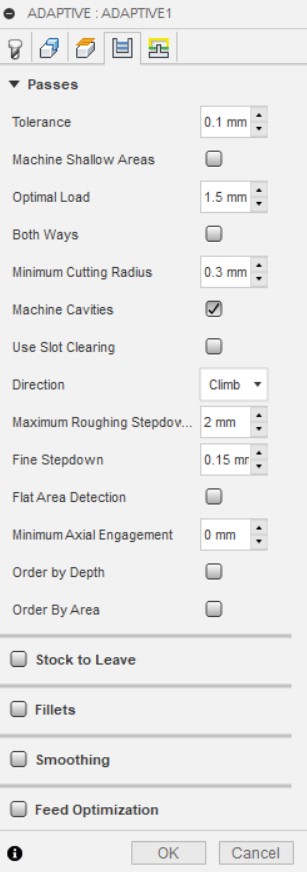 ADAPTIVE : ADAPTIVE1
Passes
Tolerance 0.1 mm
Machine Shallow Areas
Optimal Load 1.5 mm
Both Ways
Minimum Cutting Radius 0.3 mm
Machine Cavities
Use Slot Clearing
Direction Climb
Maximum Roughing Stepdov... 2 mm
Fine Stepdown 0.15 mr
Flat Area Detection
Minimum Axial Engagement 0 mm
Order by Depth
Order By Area
Stock to Leave
Fillets
Smoothing
Feed Optimization
OK Cancel